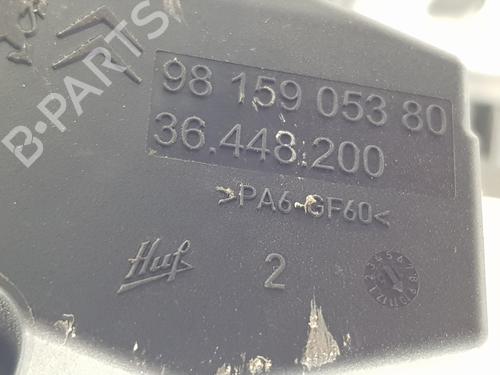 98 159 053 80
36.448.200
>PA6-GF60<
Huf
2
B-PARTS